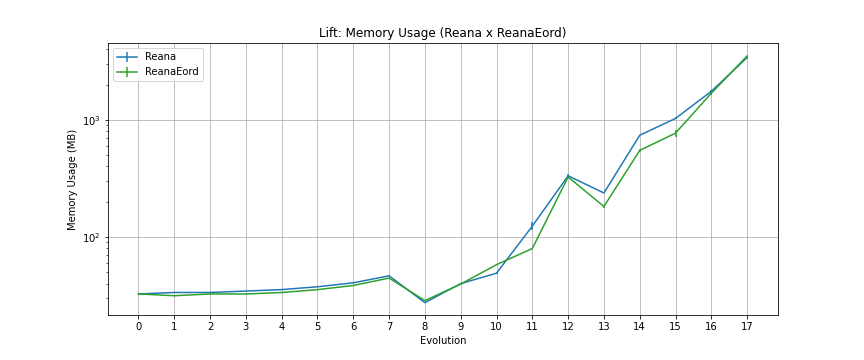 Lift: Memory Usage (Reana x ReanaEord)
Reana
ReanaEord
Memory Usage (MB)
10³
10²
0 1 2 3 4 5 6 7 8 9 10 11 12 13 14 15 16 17
Evolution